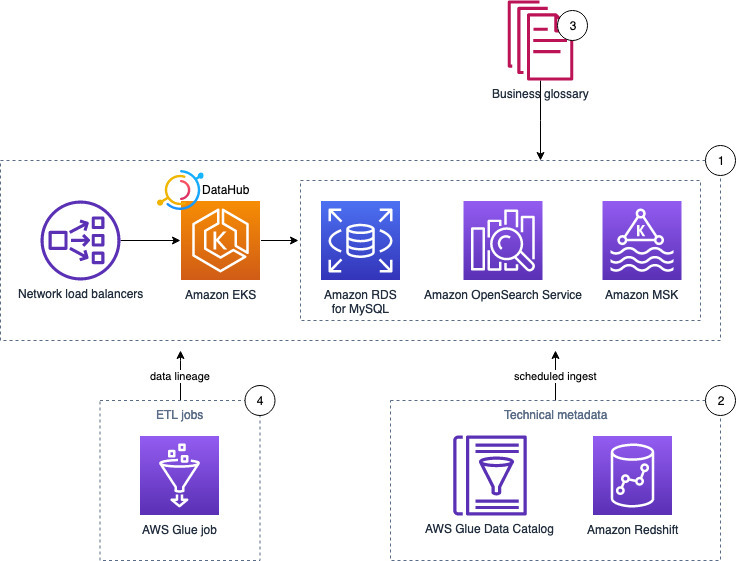 3
Business glossary
1
DataHub
K
K
Network load balancers
Amazon EKS
Amazon RDS
for MySQL
Amazon OpenSearch Service
Amazon MSK
data lineage
scheduled ingest
ETL jobs
4
Technical metadata
2
AWS Glue job
AWS Glue Data Catalog
Amazon Redshift